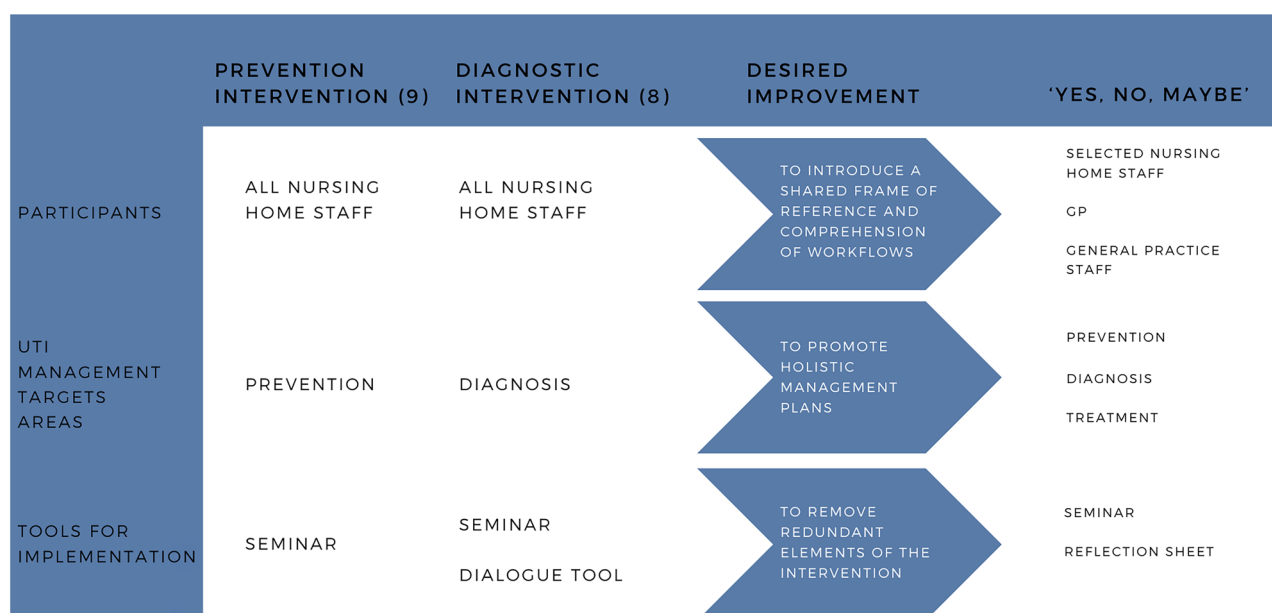 PREVENTION
INTERVENTION (9)
DIAGNOSTIC
INTERVENTION (8)
DESIRED
IMPROVEMENT
‘YES, NO, MAYBE’
PARTICIPANTS
ALL NURSING
HOME STAFF
ALL NURSING
HOME STAFF
TO INTRODUCE A
SHARED FRAME OF
REFERENCE AND
COMPREHENSION
OF WORKFLOWS
SELECTED NURSING
HOME STAFF
GP
GENERAL PRACTICE
STAFF
UTI
MANAGEMENT
TARGETS
AREAS
PREVENTION
DIAGNOSIS
TO PROMOTE
HOLISTIC
MANAGEMENT
PLANS
PREVENTION
DIAGNOSIS
TREATMENT
TOOLS FOR
IMPLEMENTATION
SEMINAR
SEMINAR
DIALOGUE TOOL
TO REMOVE
REDUNDANT
ELEMENTS OF THE
INTERVENTION
SEMINAR
REFLECTION SHEET